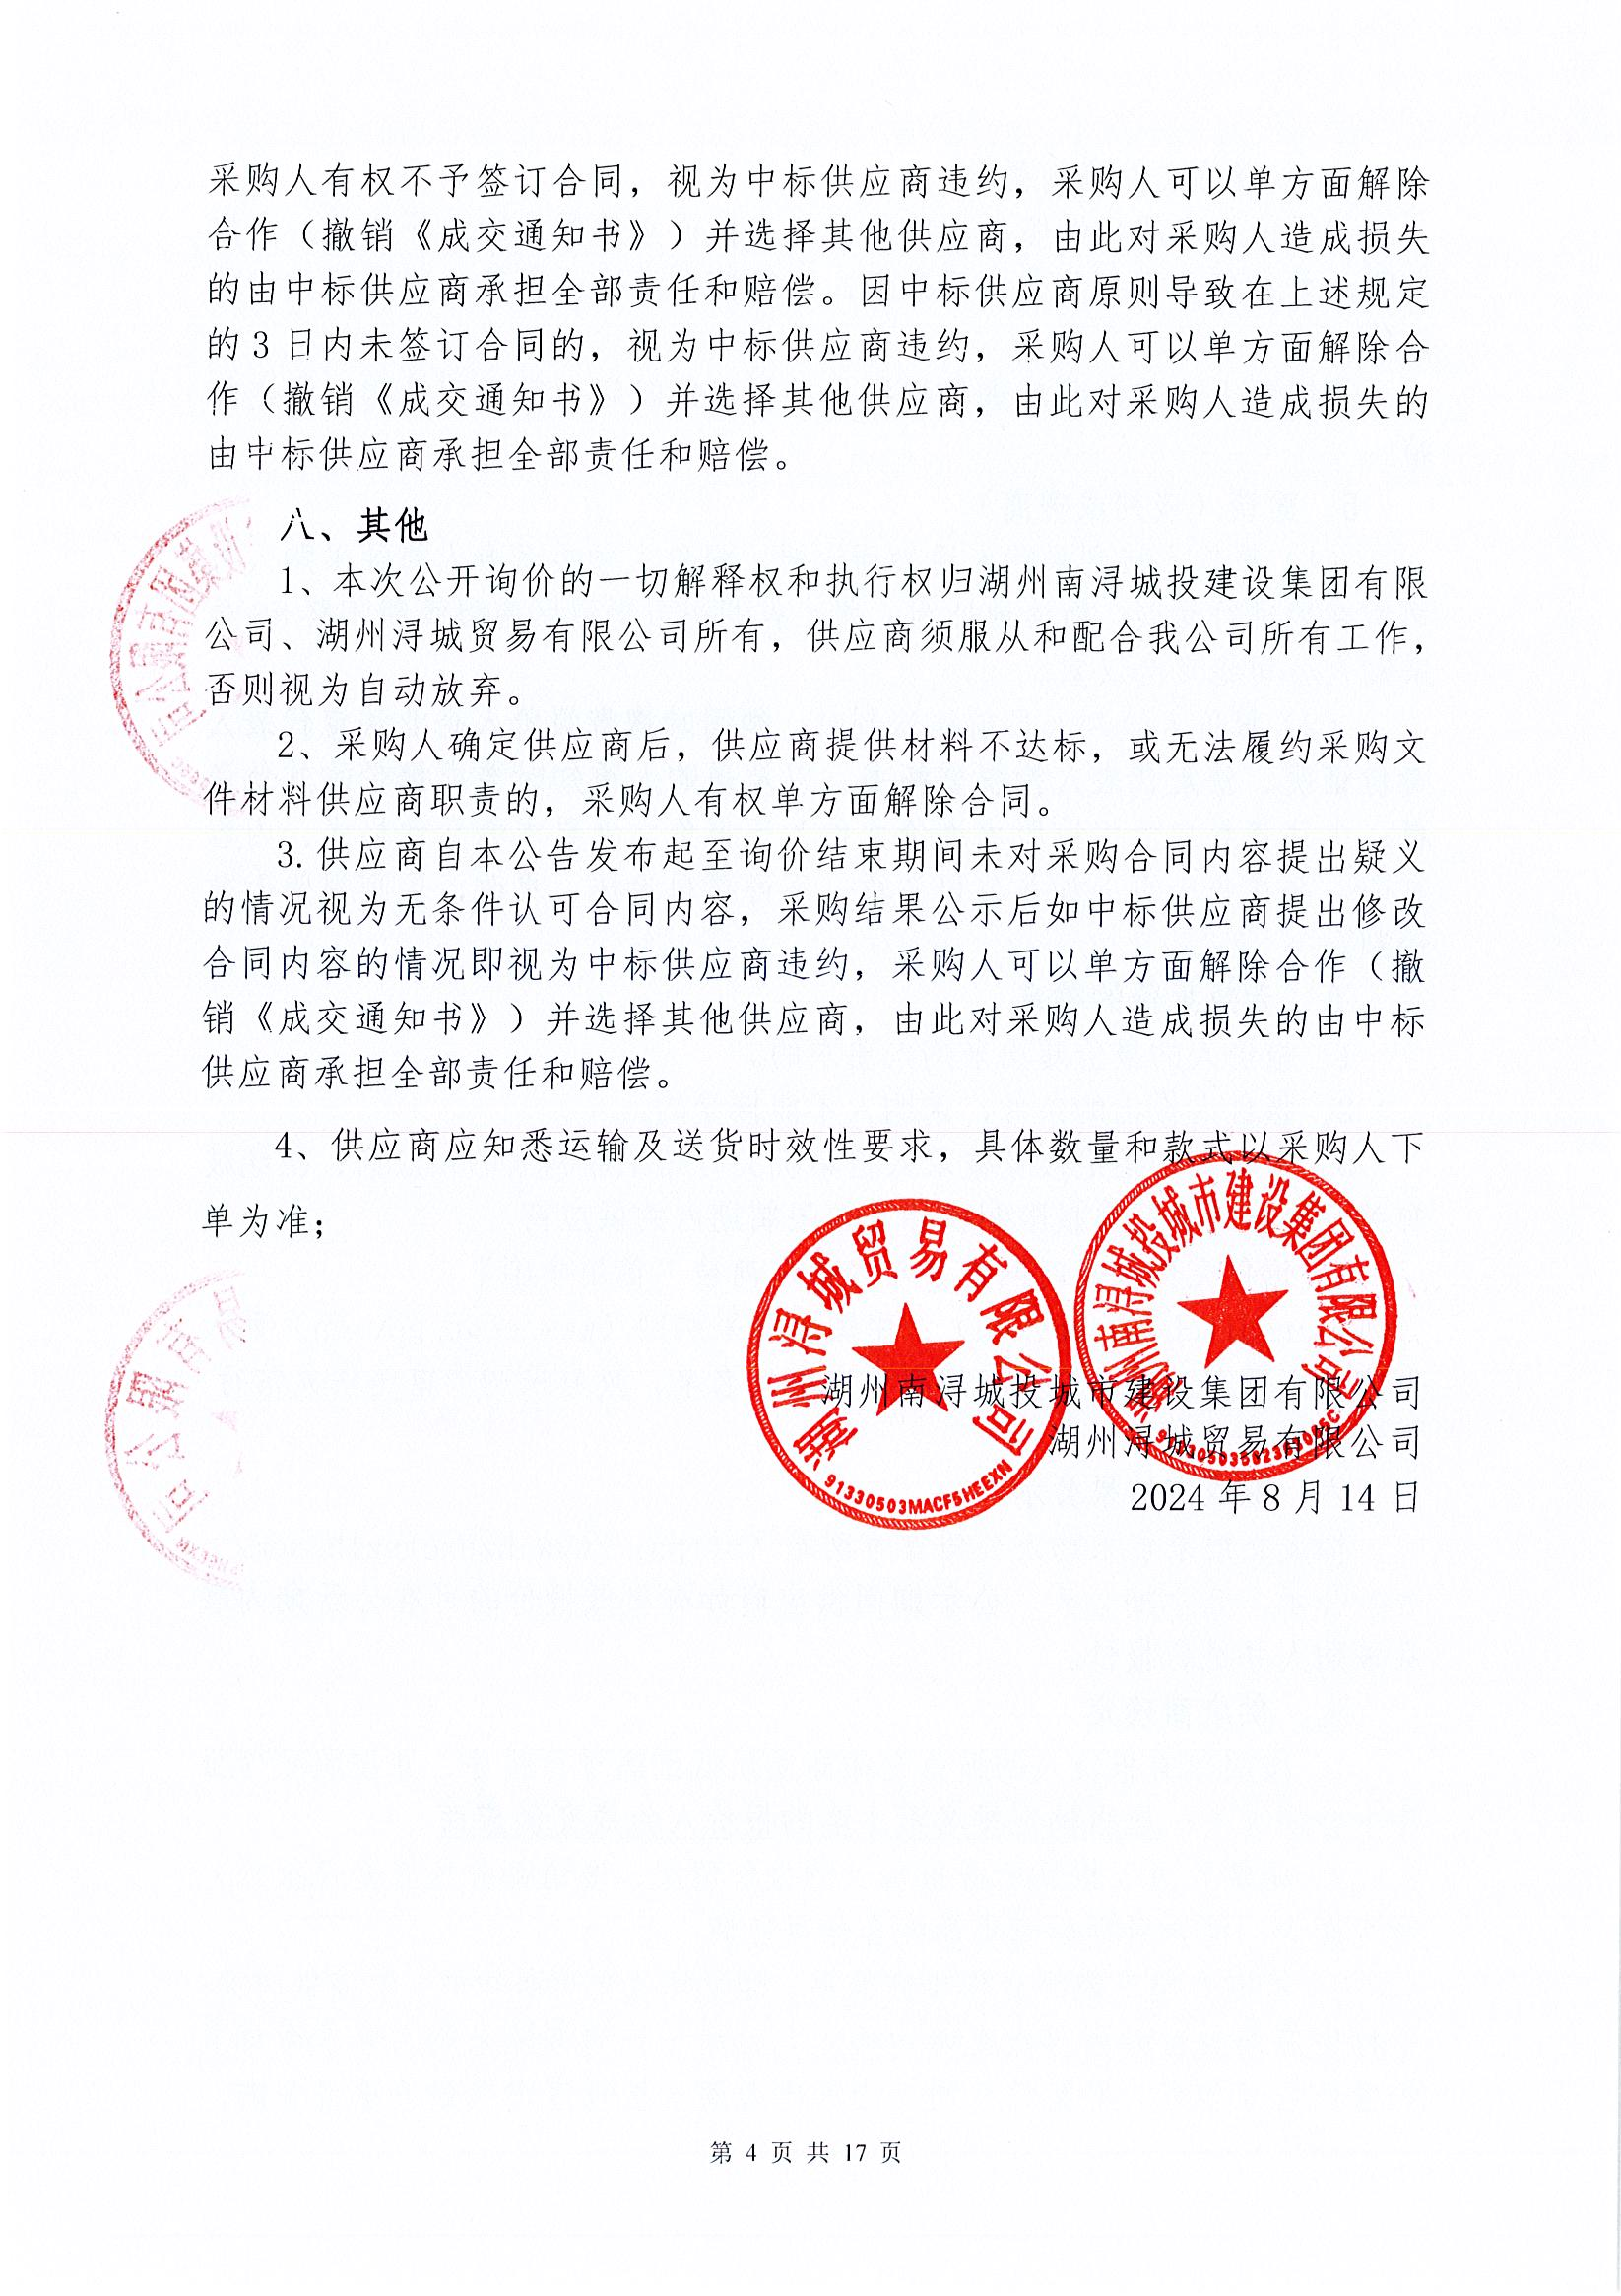 采购人有权不予签订合同，视为中标供应商违约，采购人可以单方面解除
合作（撤销《成交通知书》）并选择其他供应商，由此对采购人造成损失
的由中标供应商承担全部责任和赔偿。因中标供应商原则导致在上述规定
的 3 日内未签订合同的，视为中标供应商违约，采购人可以单方面解除合
作（撤销《成交通知书》）并选择其他供应商，由此对采购人造成损失的
由中标供应商承担全部责任和赔偿。
八、其他
1、本次公开询价的一切解释权和执行权归湖州南浔城投建设集团有限
公司、湖州浔城贸易有限公司所有，供应商须服从和配合我公司所有工作，
否则视为自动放弃。
2、采购人确定供应商后，供应商提供材料不达标，或无法履约采购文
件材料供应商职责的，采购人有权单方面解除合同。
3.供应商自本公告发布起至询价结束期间未对采购合同内容提出疑义
的情况视为无条件认可合同内容，采购结果公示后如中标供应商提出修改
合同内容的情况即视为中标供应商违约，采购人可以单方面解除合作（撤
销《成交通知书》）并选择其他供应商，由此对采购人造成损失的由中标
供应商承担全部责任和赔偿。
4、供应商应知悉运输及送货时效性要求，具体数量和款式以采购人下
单为准；
湖州浔城贸易有限公司
91330503MACF5HEEXN
湖州南浔城投城市建设集团有限公司
湖州南浔城投城市建设集团有限公司
湖州浔城贸易有限公司
2024 年 8 月 14 日
第 4 页 共 17 页